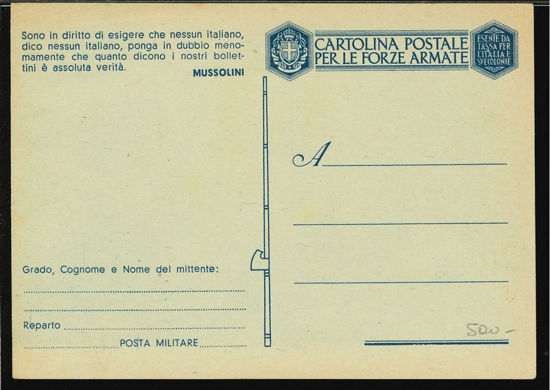 Sono in diritto di esigere che nessun italiano,
dico nessun italiano, ponga in dubbio meno-
mamente che quanto dicono i nostri bollet-
tini è assoluta verità.
MUSSOLINI
CARTOLINA POSTALE
PER LE FORZE ARMATE
ESENTE DA
TASSA PER
L'ITALIA E
SVE COLONIE
A
Grado, Cognome e Nome del mittente:
Reparto
POSTA MILITARE
500-